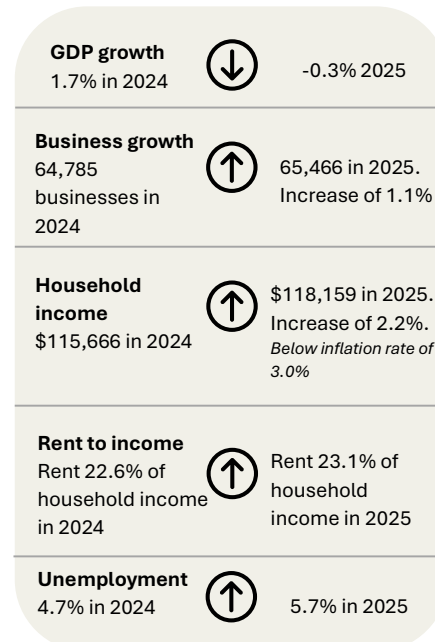 GDP growth
1.7% in 2024
-0.3% 2025
Business growth
64,785
businesses in
2024
65,466 in 2025.
Increase of 1.1%
Household
income
$115,666 in 2024
$118,159 in 2025.
Increase of 2.2%.
Below inflation rate of
3.0%
Rent to income
Rent 22.6% of
household income
in 2024
Rent 23.1% of
household
income in 2025
Unemployment
4.7% in 2024
5.7% in 2025